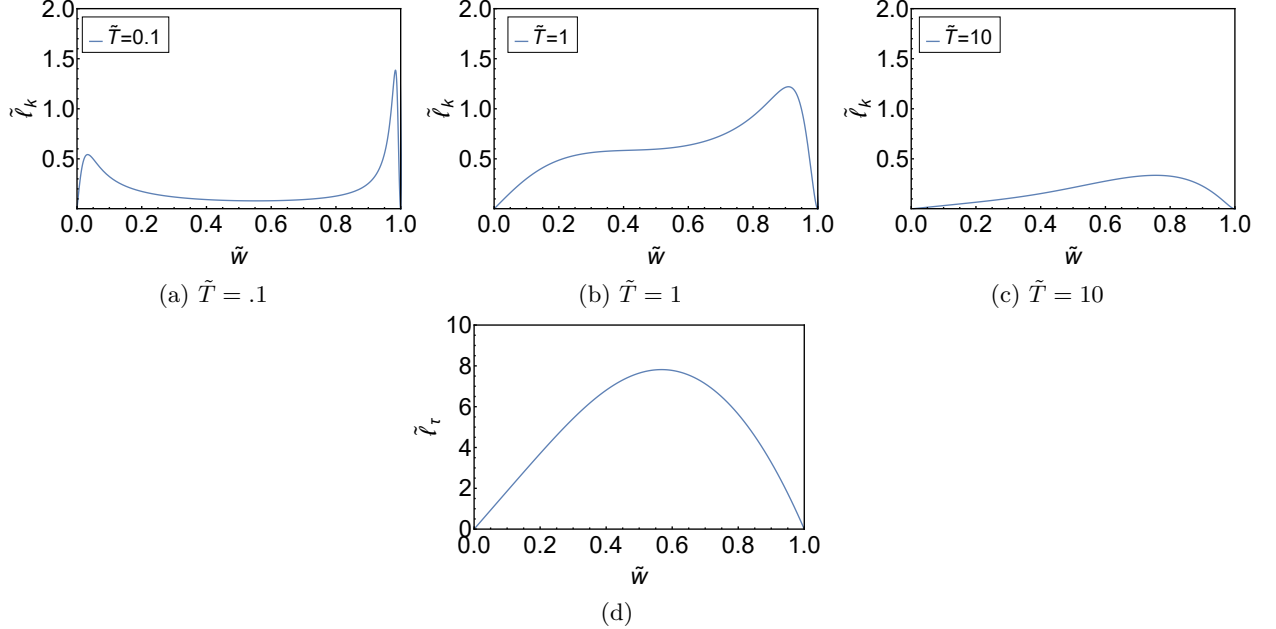 2.0 2.0 2.0
T̃=0.1 T̃=1 T̃=10
1.5 1.5 1.5
ℓ̃ₖ 1.0 ℓ̃ₖ 1.0 ℓ̃ₖ 1.0
0.5 0.5 0.5
0.0 0.2 0.4 0.6 0.8 1.0 0.0 0.2 0.4 0.6 0.8 1.0 0.0 0.2 0.4 0.6 0.8 1.0
w̃ w̃ w̃
(a) T̃ = .1 (b) T̃ = 1 (c) T̃ = 10
10
8
6
ℓ̃τ
4
2
0
0.0 0.2 0.4 0.6 0.8 1.0
w̃
(d)